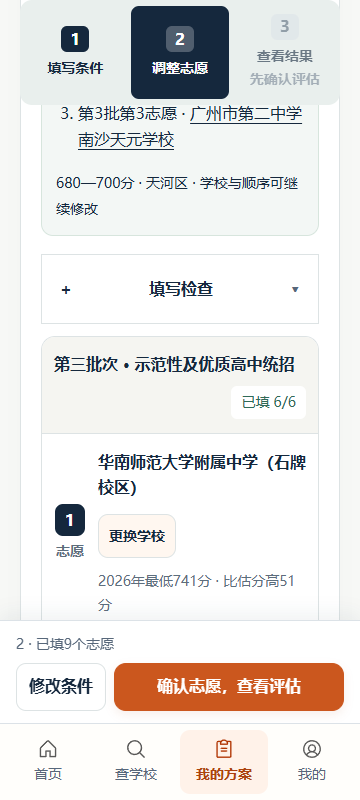 1
填写条件
2
调整志愿
3
查看结果
先确认评估
3. 第3批第3志愿 · 广州市第二中学
南沙天元学校
680—700分 · 天河区 · 学校与顺序可继
续修改
+ 填写检查 ▼
第三批次 • 示范性及优质高中统招
已填 6/6
华南师范大学附属中学（石牌
校区）
1
志愿
更换学校
2026年最低741分 · 比估分高51
分
2 · 已填9个志愿
修改条件
确认志愿，查看评估
首页
查学校
我的方案
我的